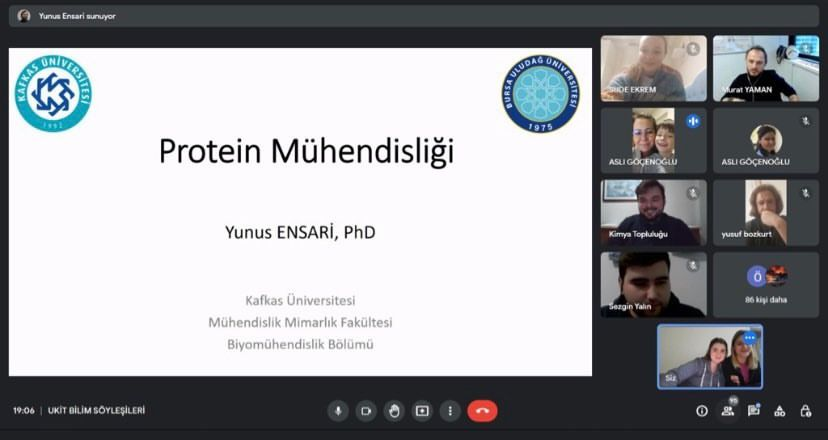 Yunus Ensari sunuyor
KAFKAS ÜNİVERSİTESİ
1992
BURSA ULUDAĞ ÜNİVERSİTESİ
1975
Protein Mühendisliği
Yunus ENSARİ, PhD
Kafkas Üniversitesi
Mühendislik Mimarlık Fakültesi
Biyomühendislik Bölümü
EKREM
Murat YAMAN
ASLI GÖÇENOĞLU
ASLI GÖÇENOĞLU
Kimya Topluluğu
yusuf bozkurt
Sezgin Yalın
Ö
86 kişi daha
Siz
19:06 | UKİT BİLİM SÖYLEŞİLERİ
95